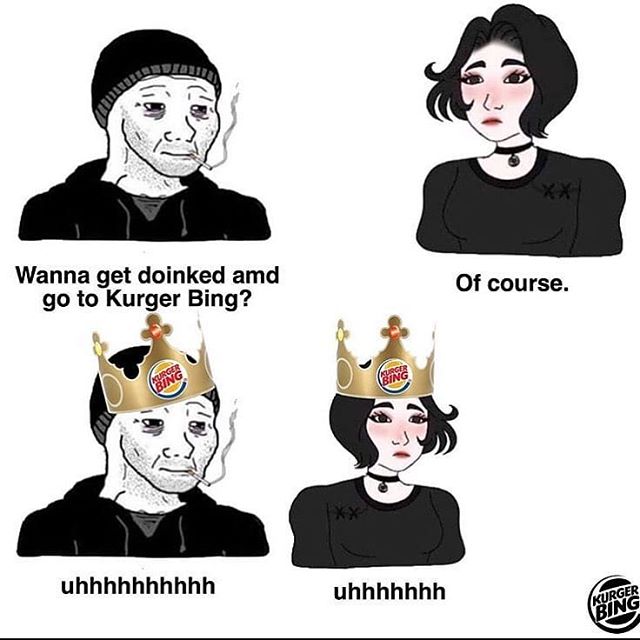 Wanna get doinked amd
go to Kurger Bing?
Of course.
KURGER
BING
KURGER
BING
uhhhhhhhhhhh
uhhhhhhh
KURGER
BING